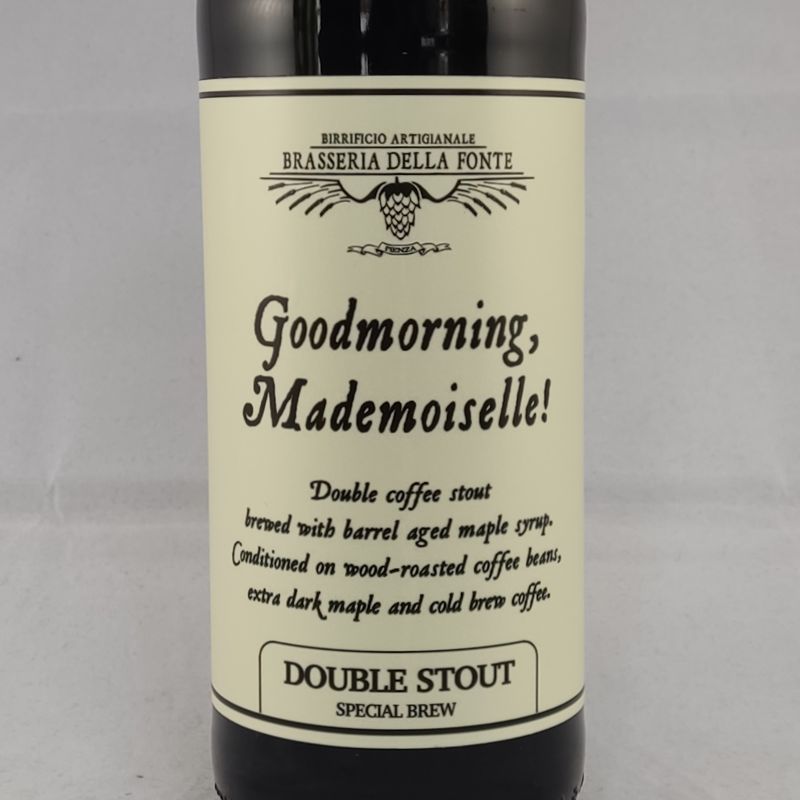 BIRRIFICIO ARTIGIANALE
BRASSERIA DELLA FONTE
PIENZA
Goodmorning,
Mademoiselle!
Double coffee stout
brewed with barrel aged maple syrup.
Conditioned on wood-roasted coffee beans,
extra dark maple and cold brew coffee.
DOUBLE STOUT
SPECIAL BREW